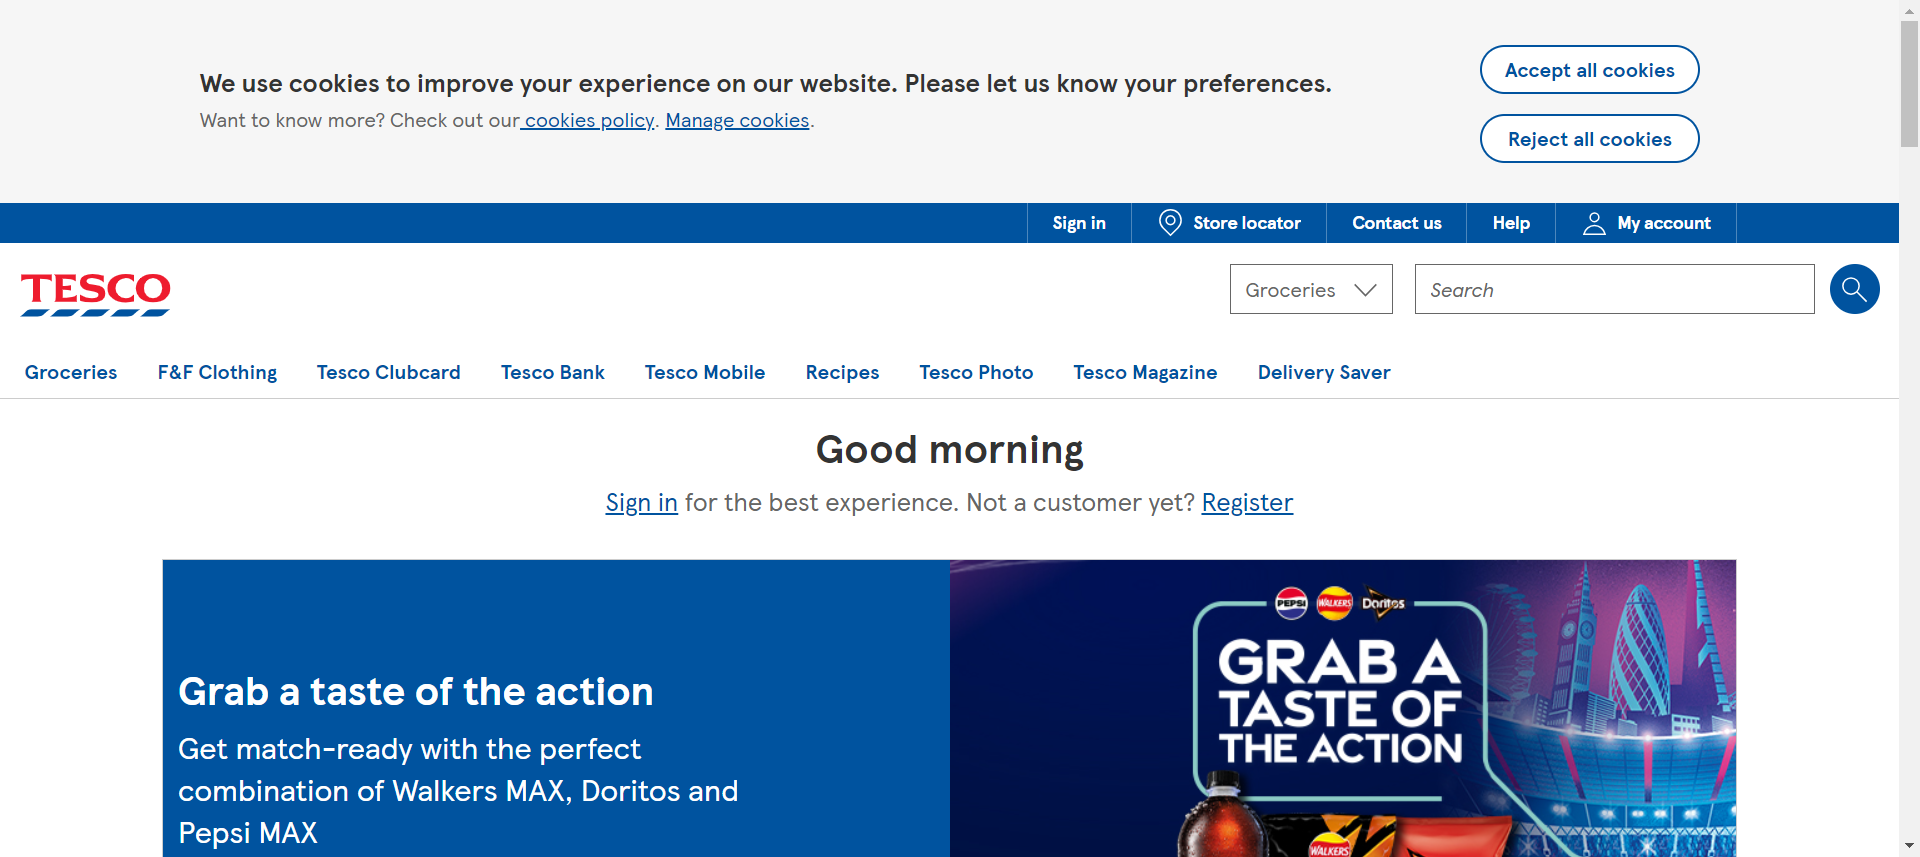 We use cookies to improve your experience on our website. Please let us know your preferences.
Want to know more? Check out our cookies policy. Manage cookies.
Accept all cookies
Reject all cookies
Sign in
Store locator
Contact us
Help
My account
TESCO
Groceries
Search
Groceries
F&F Clothing
Tesco Clubcard
Tesco Bank
Tesco Mobile
Recipes
Tesco Photo
Tesco Magazine
Delivery Saver
Good morning
Sign in for the best experience. Not a customer yet? Register
Grab a taste of the action
Get match-ready with the perfect
combination of Walkers MAX, Doritos and
Pepsi MAX
PEPSI
WALKERS
Doritos
GRAB A
TASTE OF
THE ACTION
WALKERS